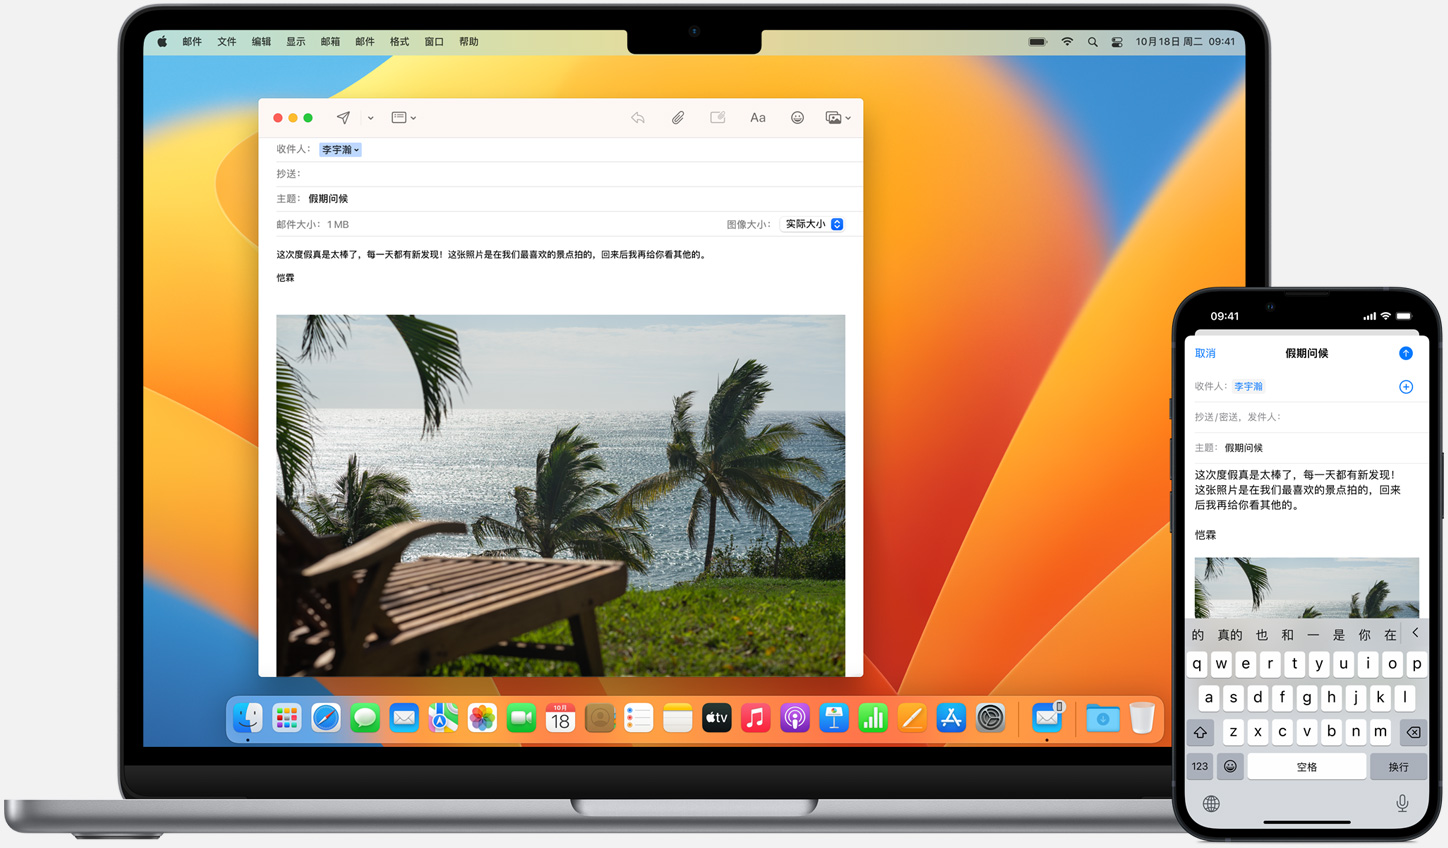 邮件 文件 编辑 显示 邮箱 邮件 格式 窗口 帮助
10月18日 周二 09:41
Aa
收件人： 李宇瀚
抄送：
主题： 假期问候
邮件大小： 1 MB
图像大小： 实际大小
这次度假真是太棒了，每一天都有新发现！这张照片是在我们最喜欢的景点拍的，回来后我再给你看其他的。
恺霖
10月
18
tv
09:41
取消 假期问候
收件人： 李宇瀚
抄送/密送，发件人：
主题： 假期问候
这次度假真是太棒了，每一天都有新发现！
这张照片是在我们最喜欢的景点拍的，回来
后我再给你看其他的。
恺霖
的 真的 也 和 一 是 你 在
q w e r t y u i o p
a s d f g h j k l
z x c v b n m
123 空格 换行